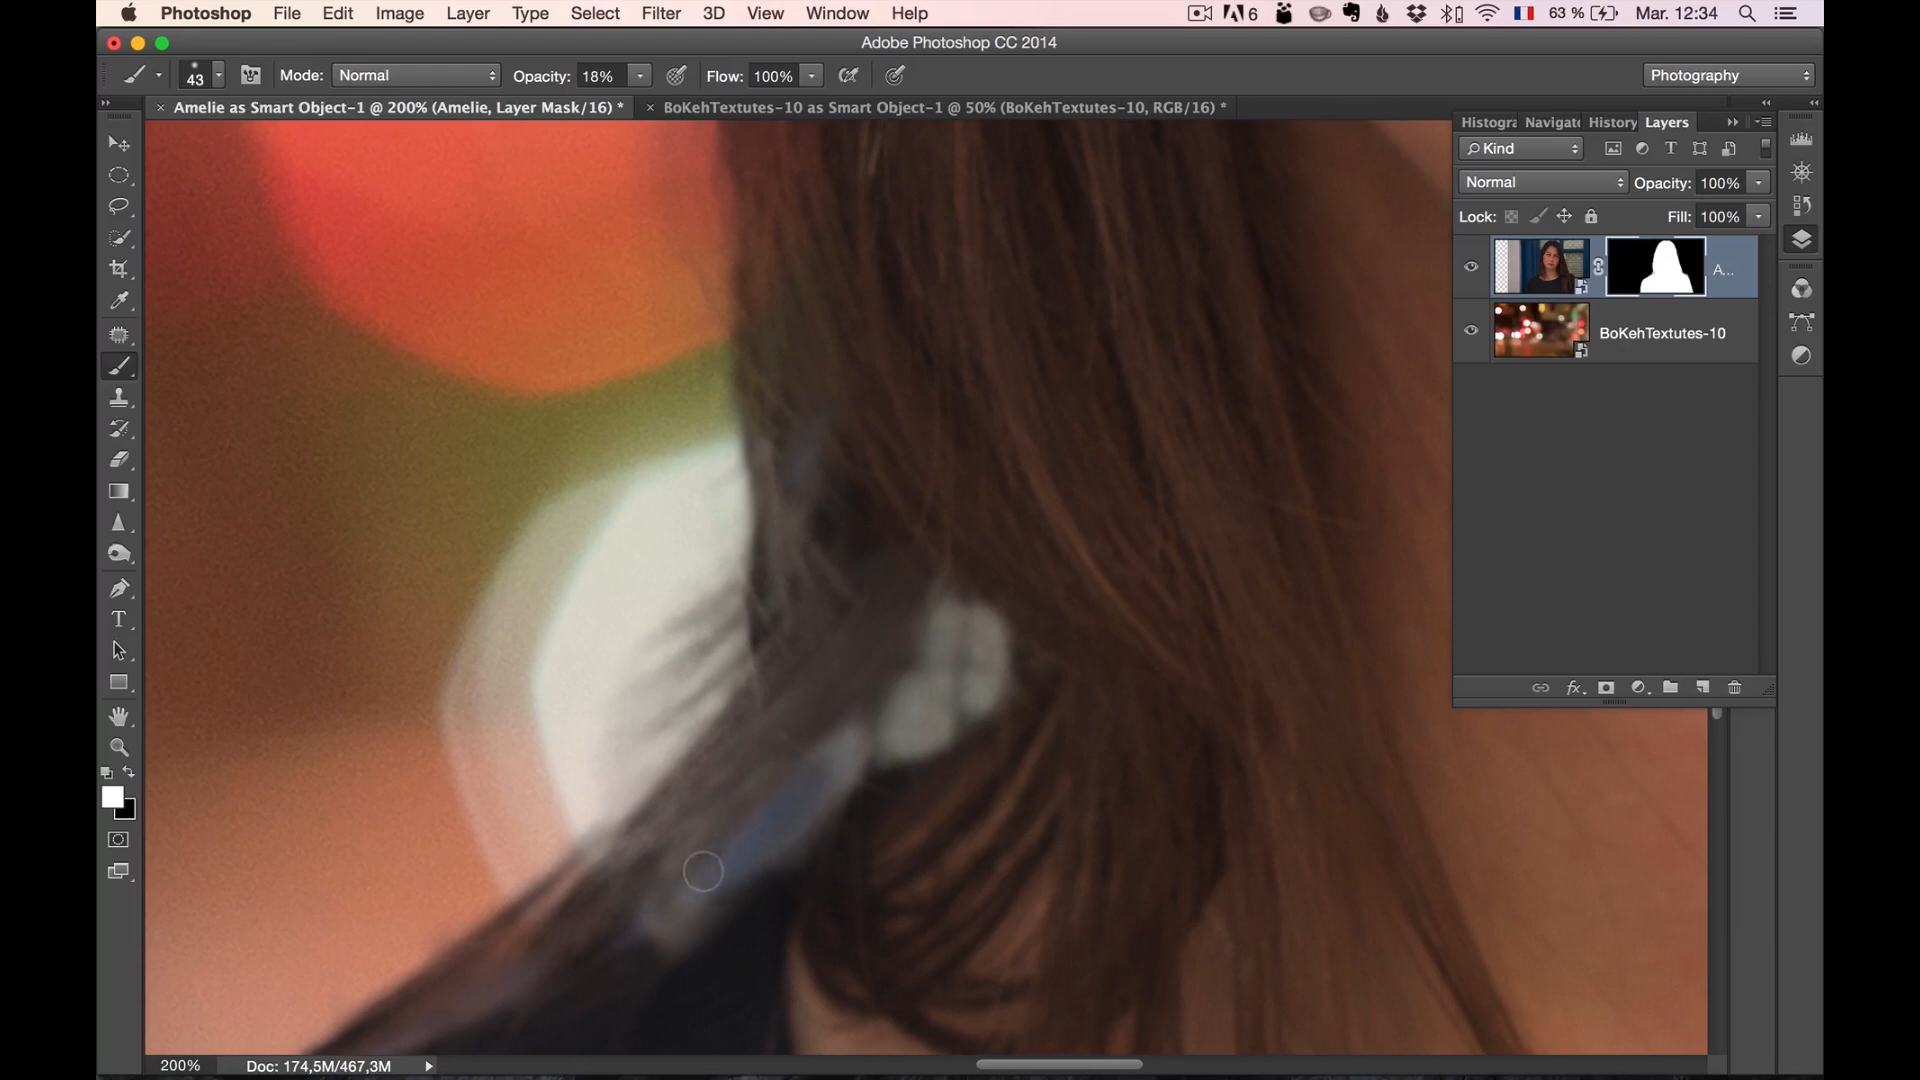 Photoshop File Edit Image Layer Type Select Filter 3D View Window Help 6 63 % Mar. 12:34
Adobe Photoshop CC 2014
43 Mode: Normal Opacity: 18% Flow: 100% Photography
× Amelie as Smart Object-1 @ 200% (Amelie, Layer Mask/16) * × BoKehTextutes-10 as Smart Object-1 @ 50% (BoKehTextutes-10, RGB/16) *
Histogra Navigato History Layers
Kind
Normal Opacity: 100%
Lock: Fill: 100%
A...
BoKehTextutes-10
fx
200% Doc: 174,5M/467,3M